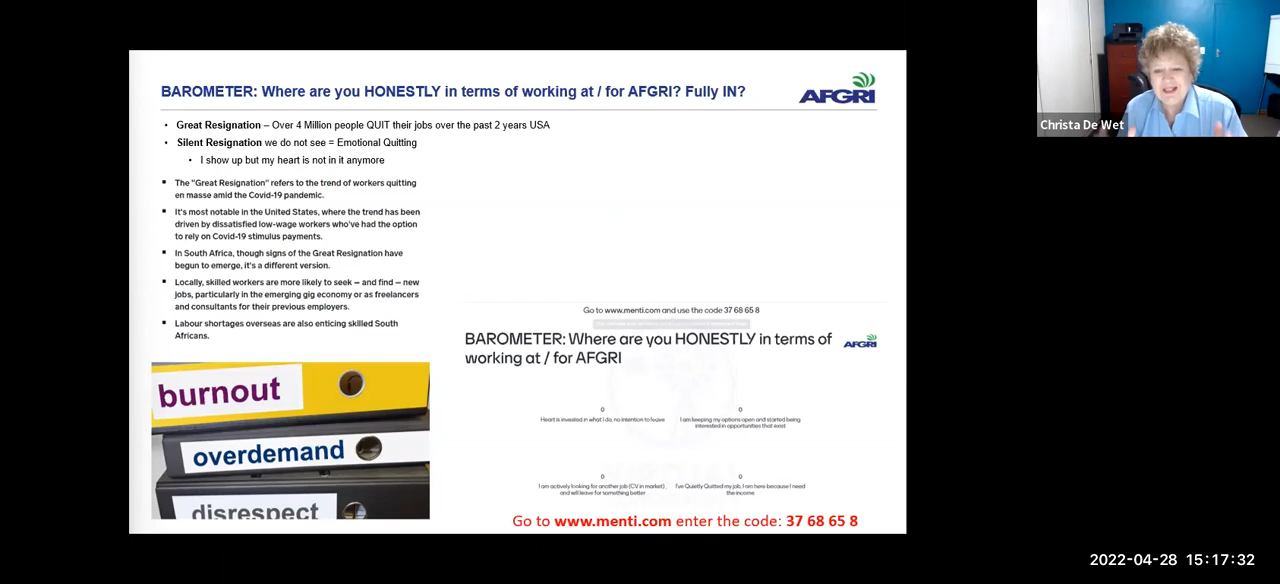 BAROMETER: Where are you HONESTLY in terms of working at / for AFGRI? Fully IN?
AFGRI
• Great Resignation – Over 4 Million people QUIT their jobs over the past 2 years USA
• Silent Resignation we do not see = Emotional Quitting
• I show up but my heart is not in it anymore
▪ The "Great Resignation" refers to the trend of workers quitting
en masse amid the Covid-19 pandemic.
▪ It's most notable in the United States, where the trend has been
driven by dissatisfied low-wage workers who've had the option
to rely on Covid-19 stimulus payments.
▪ In South Africa, though signs of the Great Resignation have
begun to emerge, it's a different version.
▪ Locally, skilled workers are more likely to seek – and find – new
jobs, particularly in the emerging gig economy or as freelancers
and consultants for their previous employers.
▪ Labour shortages overseas are also enticing skilled South
Africans.
burnout
overdemand
disrespect
Go to www.menti.com and use the code 37 68 65 8
BAROMETER: Where are you HONESTLY in terms of
working at / for AFGRI
AFGRI
0
Heart is invested in what I do, no intention to leave
0
I am keeping my options open and started being
interested in opportunities that exist
0
I am actively looking for another job (CV in market),
and will leave for something better
0
I've Quietly Quitted my job, I am here because I need
the income
Go to www.menti.com enter the code: 37 68 65 8
Christa De Wet
2022-04-28 15:17:32